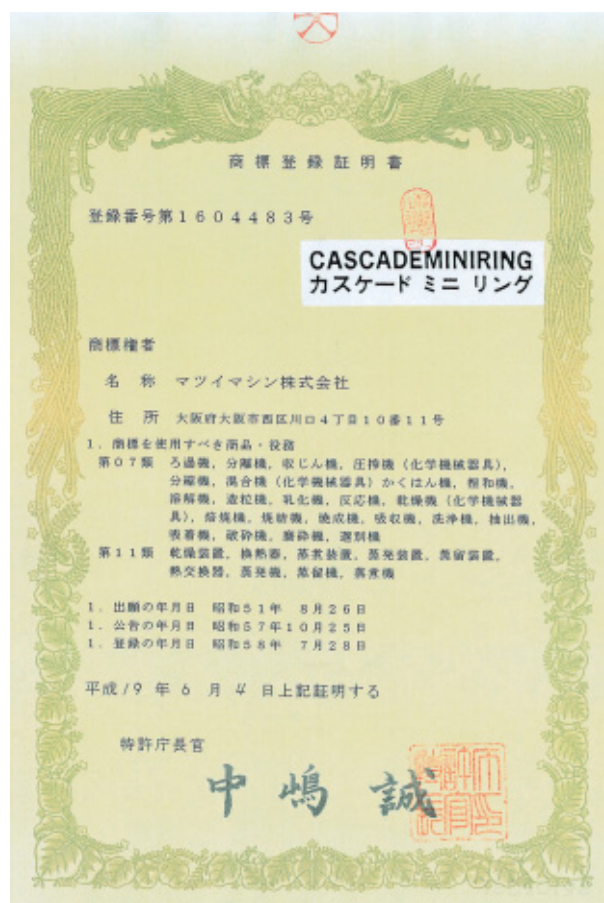 商標登録証明書
登録番号第1604483号
CASCADEMINIRING
カスケード ミニ リング
商標権者
名 称 マツイマシン株式会社
住 所 大阪府大阪市西区川口4丁目10番11号
1. 商標を使用すべき商品・役務
第07類 ろ過機, 分離機, 収じん機, 圧搾機(化学機械器具),
分級機, 混合機(化学機械器具)かくはん機, 捏和機,
溶解機, 造粒機, 乳化機, 反応機, 乾燥機(化学機械器
具), 焙焼機, 焼結機, 焼成機, 吸収機, 洗浄機, 抽出機,
吸着機, 破砕機, 磨砕機, 選別機
第11類 乾燥装置, 換熱器, 蒸煮装置, 蒸発装置, 蒸留装置,
熱交換器, 蒸発機, 蒸留機, 蒸煮機
1. 出願の年月日 昭和51年 8月26日
1. 公告の年月日 昭和57年10月25日
1. 登録の年月日 昭和58年 7月28日
平成19年6月4日上記証明する
特許庁長官
中嶋 誠